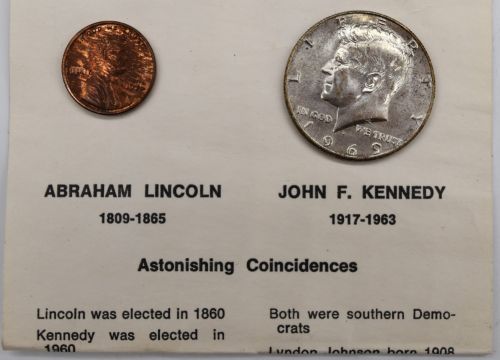 LIBERTY
IN GOD
WE TRUST
1969
ABRAHAM LINCOLN
1809-1865
JOHN F. KENNEDY
1917-1963
Astonishing Coincidences
Lincoln was elected in 1860
Kennedy was elected in
1960
Both were southern Demo-
crats
Lyndon Johnson born 1908